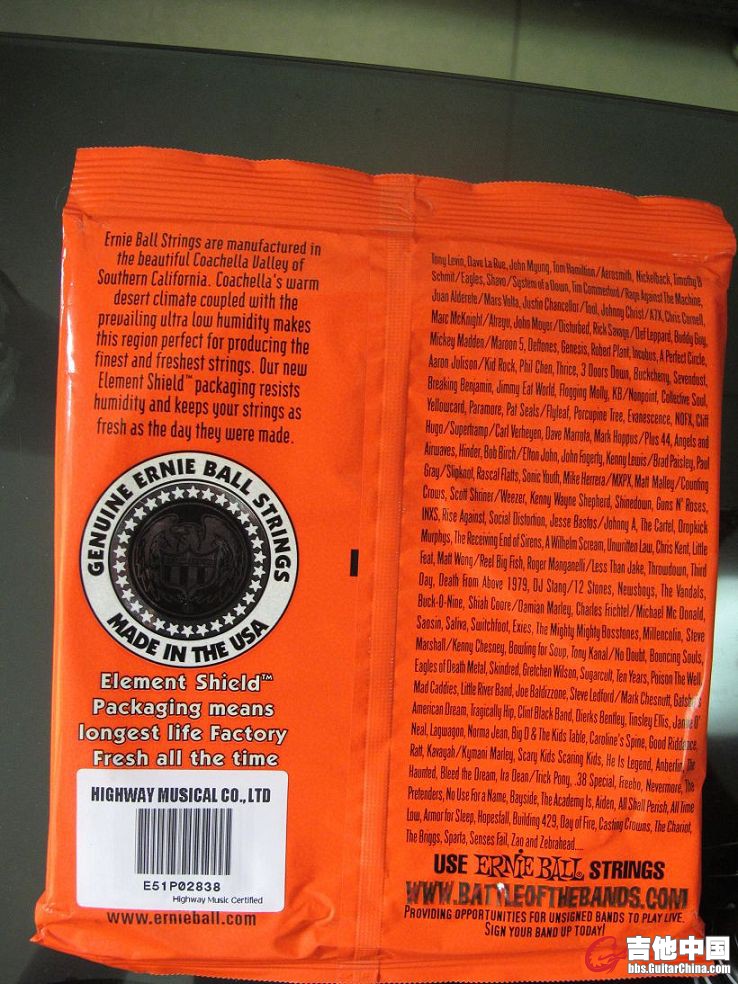 Ernie Ball Strings are manufactured in
the beautiful Coachella Valley of
Southern California. Coachella's warm
desert climate coupled with the
prevailing ultra low humidity makes
this region perfect for producing the
finest and freshest strings. Our new
Element Shield™ packaging resists
humidity and keeps your strings as
fresh as the day they were made.
GENUINE ERNIE BALL STRINGS
MADE IN THE USA
Element Shield™
Packaging means
longest life Factory
Fresh all the time
HIGHWAY MUSICAL CO., LTD
E51P02838
Highway Music Certified
www.ernieball.com
Tony Levin, Dave La Rue, John Myung, Tom Hamilton/Aerosmith, Nickelback, Timothy B
Schmit/Eagles, Shavo/System of a Down, Tim Commerford/Rage Against The Machine,
Juan Alderete/Mars Volta, Justin Chancellor/Tool, Johnny Christ/A7X, Chris Cornell,
Marc McKnight/Atreyu, John Moyer/Disturbed, Rick Savage/Def Leppard, Buddy Guy,
Mickey Madden/Maroon 5, Deftones, Genesis, Robert Plant, Incubus, A Perfect Circle,
Aaron Julison/Kid Rock, Phil Chen, Thrice, 3 Doors Down, Buckcherry, Sevendust,
Breaking Benjamin, Jimmy Eat World, Flogging Molly, KB/Nonpoint, Collective Soul,
Yellowcard, Paramore, Pat Seals/Flyleaf, Porcupine Tree, Evanescence, NOFX, Cliff
Hugo/Supertramp/Carl Verheyen, Dave Marrota, Mark Hoppus/Plus 44, Angels and
Airwaves, Hinder, Bob Birch/Elton John, John Fogerty, Kenny Lewis/Brad Paisley, Paul
Gray/Slipknot, Rascal Flatts, Sonic Youth, Mike Herrera/MXPX, Matt Malley/Counting
Crows, Scott Shriner/Weezer, Kenny Wayne Shepherd, Shinedown, Guns N' Roses,
INXS, Rise Against, Social Distortion, Jesse Bastos/Johnny A, The Cartel, Dropkick
Murphys, The Receiving End of Sirens, A Wilhelm Scream, Unwritten Law, Chris Kent, Little
Feat, Matt Wong/Reel Big Fish, Roger Manganelli/Less Than Jake, Throwdown, Third
Day, Death From Above 1979, DJ Stang/12 Stones, Newsboys, The Vandals,
Buck-O-Nine, Shiah Coore/Damian Marley, Charles Frichtel/Michael Mc Donald,
Saosin, Saliva, Switchfoot, Exies, The Mighty Mighty Bosstones, Millencolin, Steve
Marshall/Kenny Chesney, Bowling for Soup, Tony Kanal/No Doubt, Bouncing Souls,
Eagles of Death Metal, Skindred, Gretchen Wilson, Sugarcult, Ten Years, Poison The Well
Mad Caddies, Little River Band, Joe Baldizzone, Steve Ledford/Mark Chesnutt,
American Dream, Tragically Hip, Clint Black Band, Dierks Bentley, Tinsley Ellis, O'
Neal, Lagwagon, Norma Jean, Big D & The Kids Table, Caroline's Spine, Good Riddance,
Ratt, Kavayah/Kymani Marley, Scary Kids Scaring Kids, He Is Legend, Anberlin, The
Haunted, Bleed the Dream, Ira Dean/Trick Pony, .38 Special, Freebo, Nevermore, The
Pretenders, No Use For a Name, Bayside, The Academy Is, Aiden, All Shall Perish, All Time
Low, Armor for Sleep, Hopesfall, Building 429, Day of Fire, Casting Crowns, The Chariot,
The Briggs, Sparta, Senses Fail, Zao and Zebrahead....
USE ERNIE BALL STRINGS
WWW.BATTLEOFTHEBANDS.COM
PROVIDING OPPORTUNITIES FOR UNSIGNED BANDS TO PLAY LIVE.
SIGN YOUR BAND UP TODAY!
吉他中国
bbs.GuitarChina.com